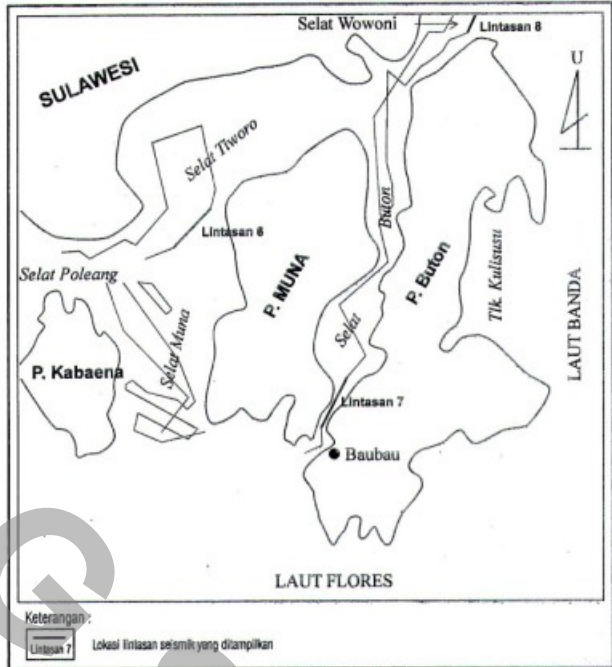 Selat Wowoni
Lintasan 8
SULAWESI
U
Selat Tiworo
Buton
Lintasan 6
P. MUNA
P. Buton
Tlk. Kulisusu
LAUT BANDA
Selat Poleang
Selat Muna
Selat
P. Kabaena
Lintasan 7
Baubau
LAUT FLORES
Keterangan :
Lintasan 7
Lokasi lintasan seismik yang ditampilkan
G